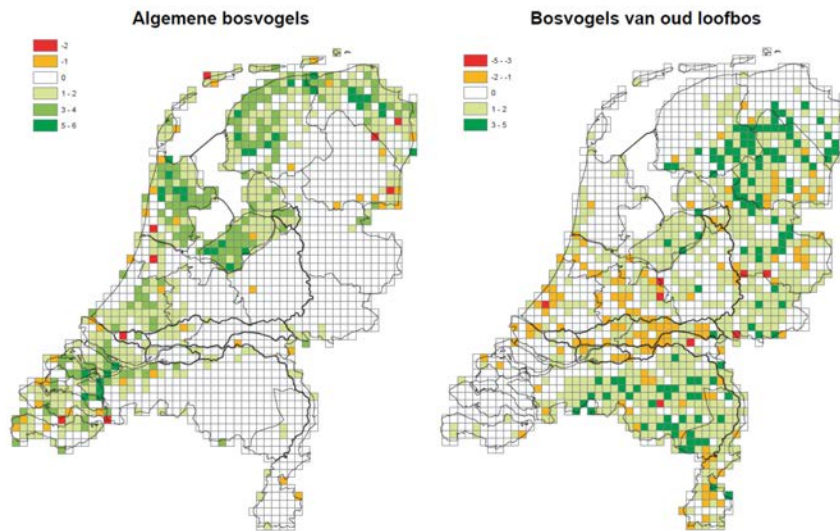 Algemene bosvogels
-2
-1
0
1 - 2
3 - 4
5 - 6
Bosvogels van oud loofbos
-5 - -3
-2 - -1
0
1 - 2
3 - 5